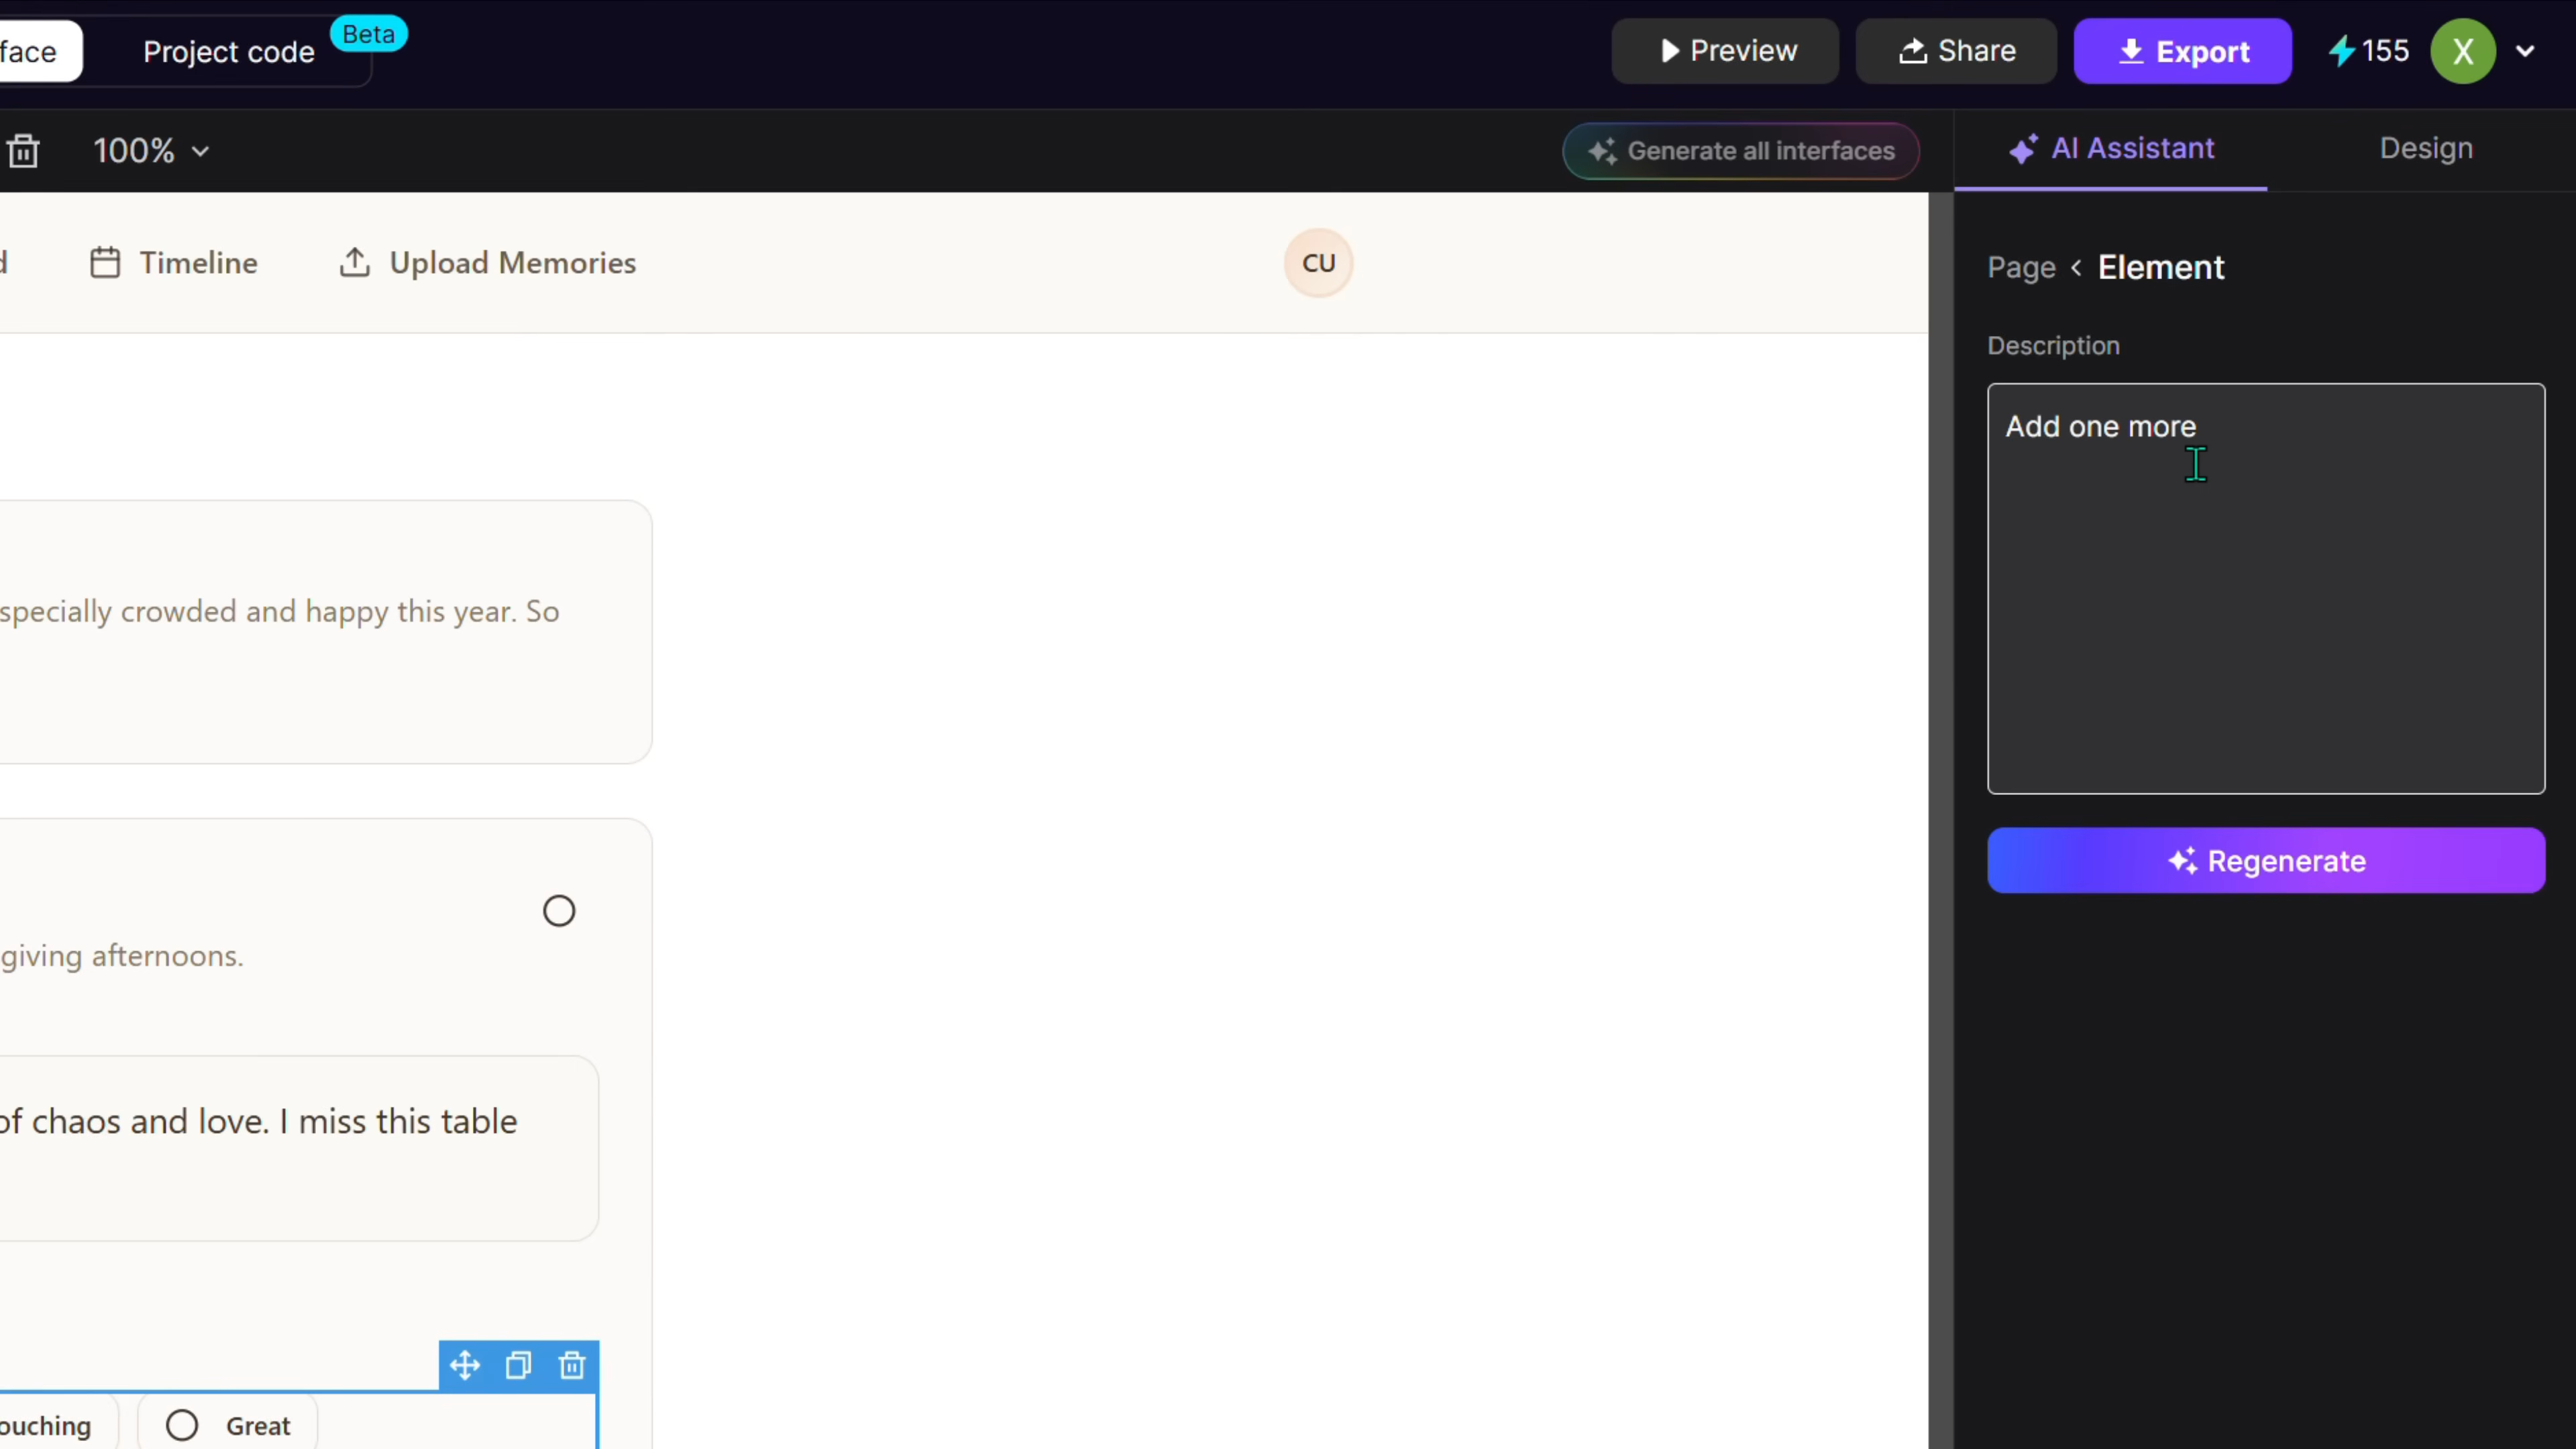 face
Project code
Beta
Preview
Share
Export
155
X
100%
Generate all interfaces
AI Assistant
Design
Timeline
Upload Memories
CU
Page < Element
Description
Add one more
specially crowded and happy this year. So
Regenerate
giving afternoons.
of chaos and love. I miss this table
ouching
Great